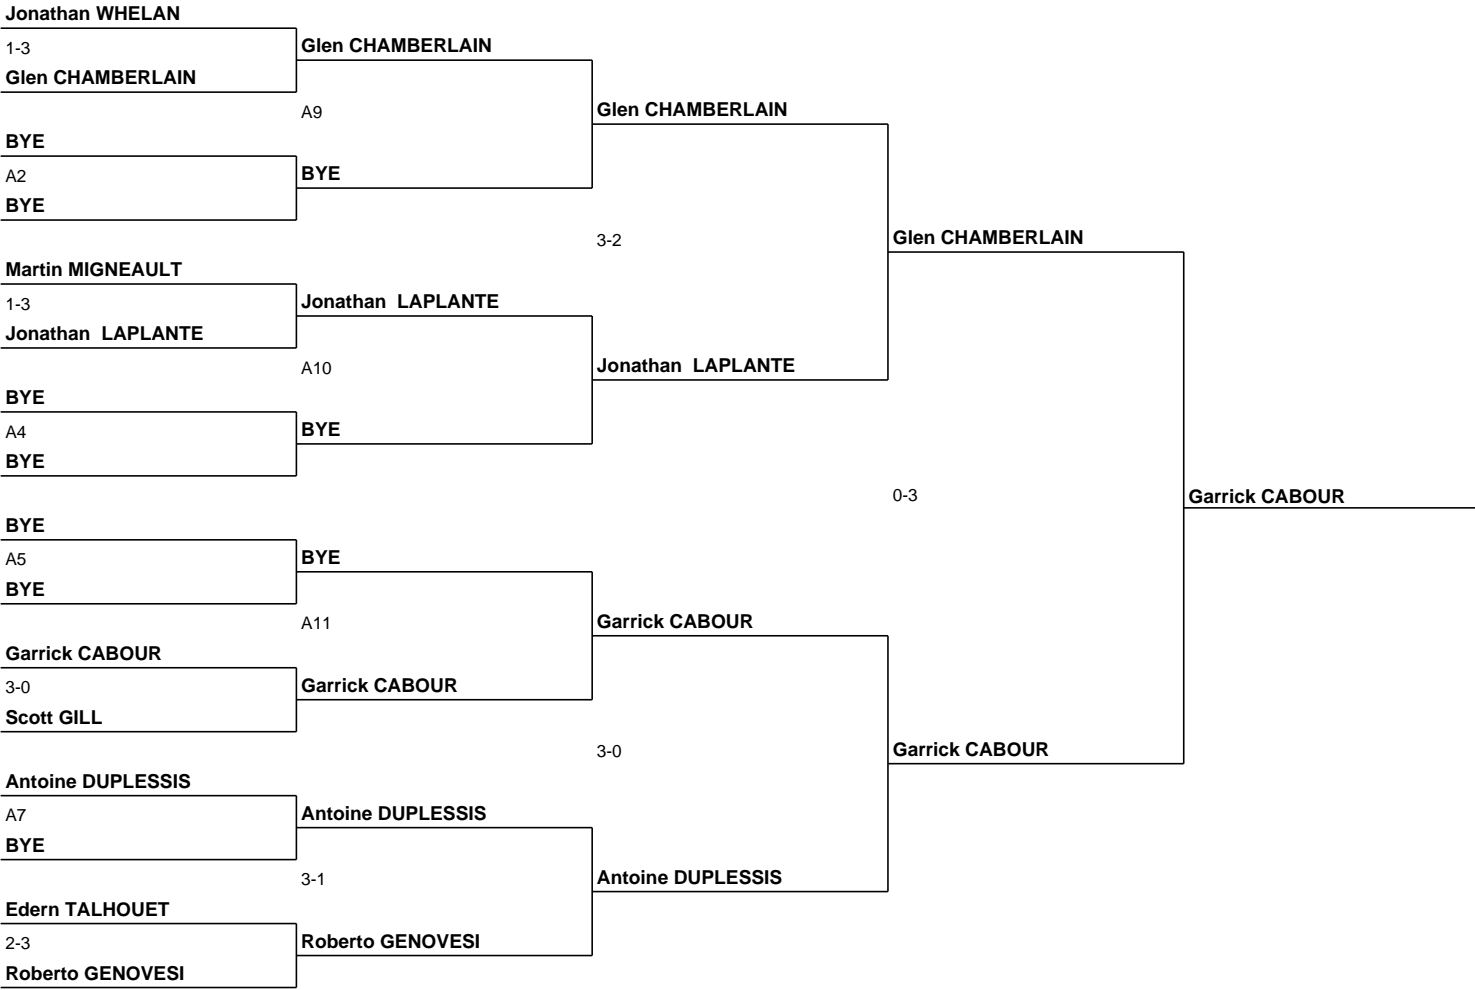 Jonathan WHELAN
1-3
Glen CHAMBERLAIN
Glen CHAMBERLAIN
A9
Glen CHAMBERLAIN
BYE
A2
BYE
BYE
3-2
Glen CHAMBERLAIN
Martin MIGNEAULT
1-3
Jonathan  LAPLANTE
Jonathan  LAPLANTE
A10
Jonathan  LAPLANTE
BYE
A4
BYE
BYE
0-3
Garrick CABOUR
BYE
A5
BYE
BYE
A11
Garrick CABOUR
Garrick CABOUR
3-0
Scott GILL
Garrick CABOUR
3-0
Garrick CABOUR
Antoine DUPLESSIS
A7
BYE
Antoine DUPLESSIS
3-1
Antoine DUPLESSIS
Edern TALHOUET
2-3
Roberto GENOVESI
Roberto GENOVESI